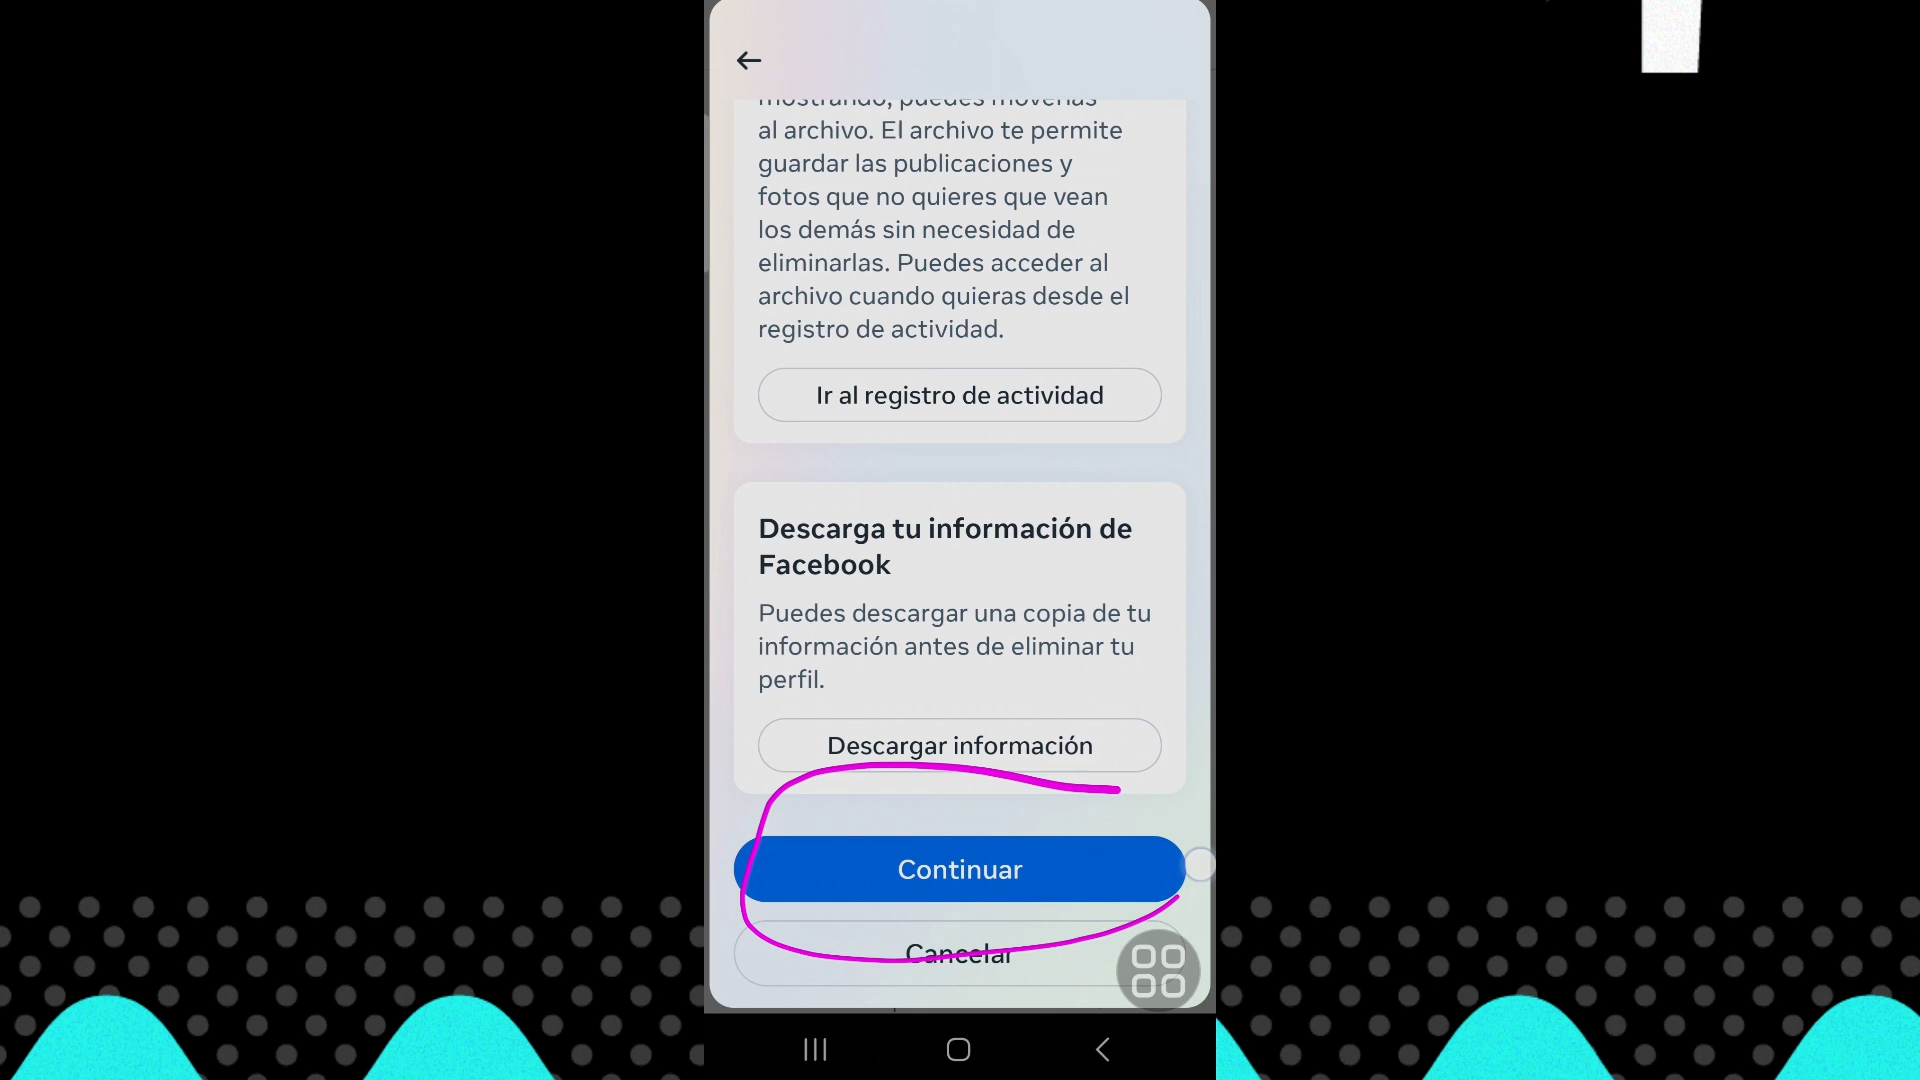 mostrando, puedes moverlas
al archivo. El archivo te permite
guardar las publicaciones y
fotos que no quieres que vean
los demás sin necesidad de
eliminarlas. Puedes acceder al
archivo cuando quieras desde el
registro de actividad.
Ir al registro de actividad
Descarga tu información de
Facebook
Puedes descargar una copia de tu
información antes de eliminar tu
perfil.
Descargar información
Continuar
Cancelar